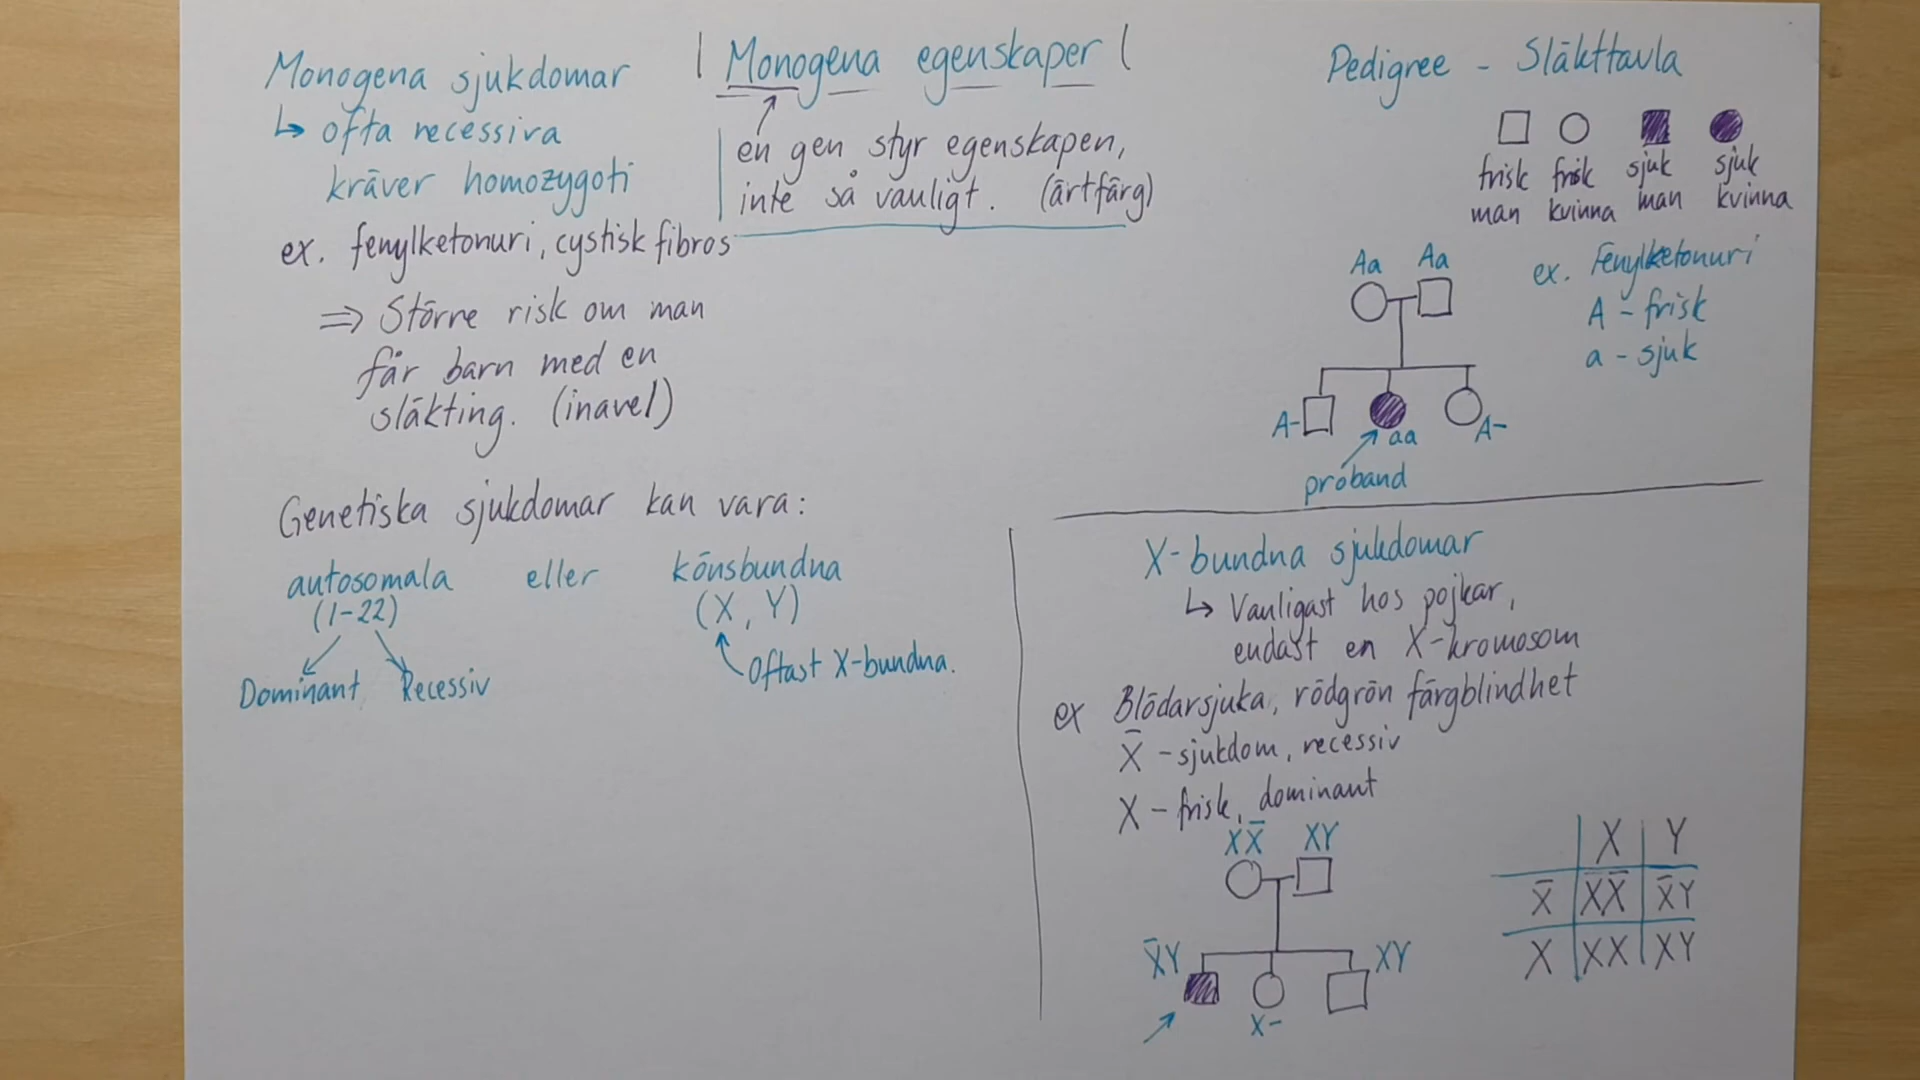 Monogena sjukdomar
↳ ofta recessiva
kräver homozygoti
ex. fenylketonuri, cystisk fibros
⇒ Större risk om man
får barn med en
släkting. (inavel)
Monogena egenskaper
en gen styr egenskapen,
inte så vanligt. (ärtfärg)
Genetiska sjukdomar kan vara:
autosomala eller könsbundna
(1-22) (X, Y)
Oftast X-bundna.
Dominant Recessiv
Pedigree - Släkttavla
frisk man
frisk kvinna
sjuk man
sjuk kvinna
ex. Fenylketonuri
A - frisk
a - sjuk
Aa Aa
A- aa A-
proband
X-bundna sjukdomar
↳ Vanligast hos pojkar,
endast en X-kromosom
ex Blödarsjuka, rödgrön färgblindhet
X̄ - sjukdom, recessiv
X - frisk, dominant
XX̄ XY
X̄Y XY
X-
X Y
X̄ XX̄ X̄Y
X XX XY